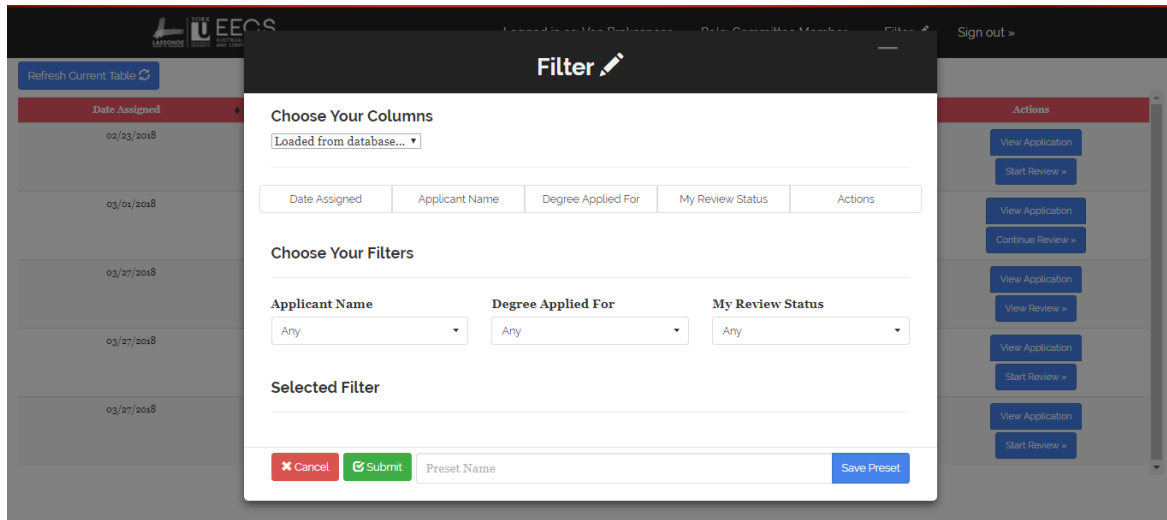 LASSONDE YORK U EECS
Sign out »
Refresh Current Table
Filter
Date Assigned
Actions
Choose Your Columns
Loaded from database...
02/23/2018
View Application
Start Review »
Date Assigned Applicant Name Degree Applied For My Review Status Actions
03/01/2018
View Application
Continue Review »
Choose Your Filters
03/27/2018
View Application
View Review »
Applicant Name Degree Applied For My Review Status
Any Any Any
03/27/2018
View Application
Start Review »
Selected Filter
03/27/2018
View Application
Start Review »
Cancel Submit Preset Name Save Preset